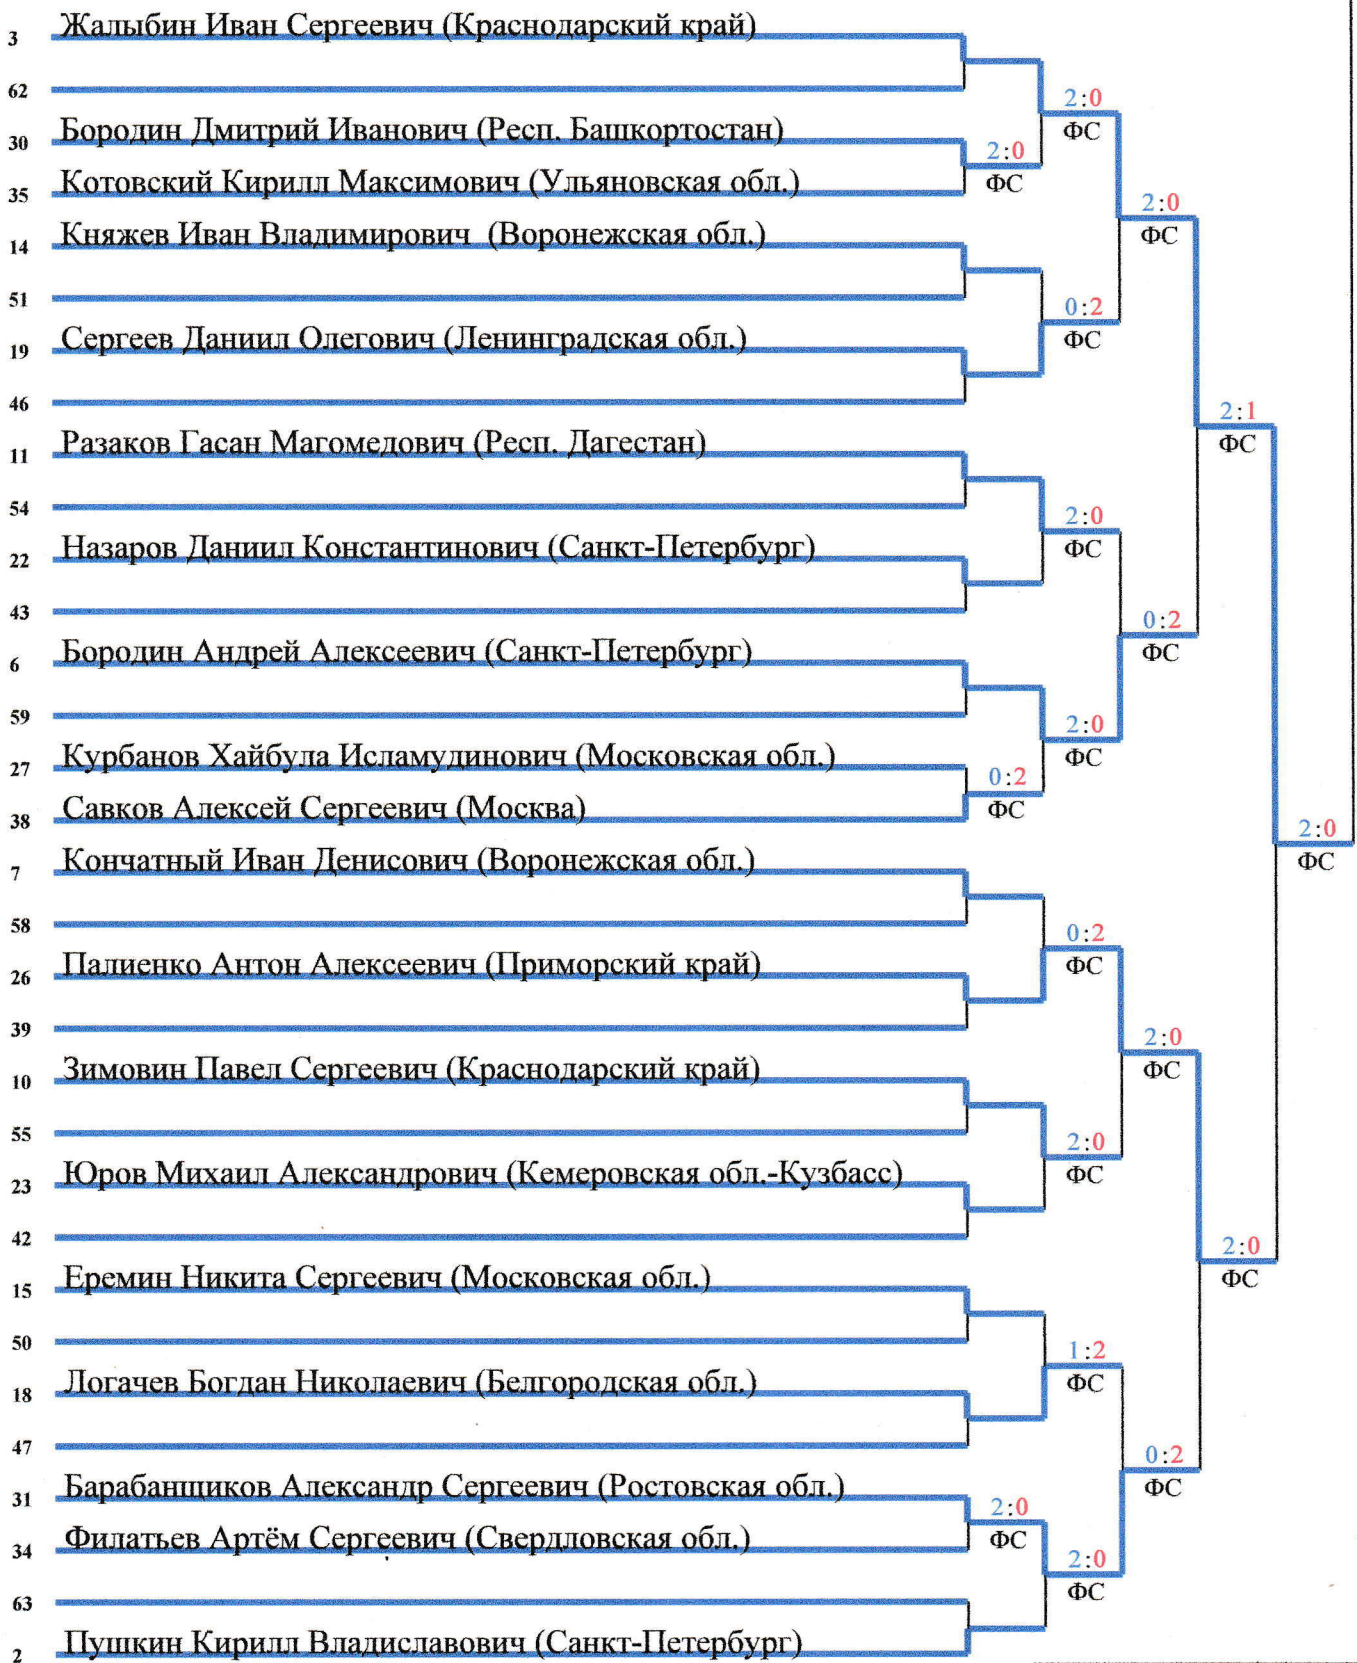 3 Жалыбин Иван Сергеевич (Краснодарский край)
62
2:0
ФС
30 Бородин Дмитрий Иванович (Респ. Башкортостан)
2:0
ФС
35 Котовский Кирилл Максимович (Ульяновская обл.)
2:0
ФС
14 Княжев Иван Владимирович (Воронежская обл.)
51
0:2
ФС
19 Сергеев Даниил Олегович (Ленинградская обл.)
46
2:1
ФС
11 Разаков Гасан Магомедович (Респ. Дагестан)
54
2:0
ФС
22 Назаров Даниил Константинович (Санкт-Петербург)
43
0:2
ФС
6 Бородин Андрей Алексеевич (Санкт-Петербург)
59
2:0
ФС
27 Курбанов Хайбула Исламудинович (Московская обл.)
0:2
ФС
38 Савков Алексей Сергеевич (Москва)
2:0
ФС
7 Кончатный Иван Денисович (Воронежская обл.)
58
0:2
ФС
26 Палиенко Антон Алексеевич (Приморский край)
39
2:0
ФС
10 Зимовин Павел Сергеевич (Краснодарский край)
55
2:0
ФС
23 Юров Михаил Александрович (Кемеровская обл.-Кузбасс)
42
2:0
ФС
15 Еремин Никита Сергеевич (Московская обл.)
50
1:2
ФС
18 Логачев Богдан Николаевич (Белгородская обл.)
47
0:2
ФС
31 Барабанщиков Александр Сергеевич (Ростовская обл.)
2:0
ФС
34 Филатьев Артём Сергеевич (Свердловская обл.)
2:0
ФС
63
2 Пушкин Кирилл Владиславович (Санкт-Петербург)